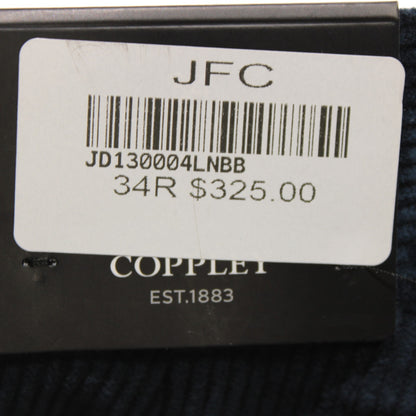 JFC
JD130004LNBB
34R $325.00
COPPLEY
EST.1883